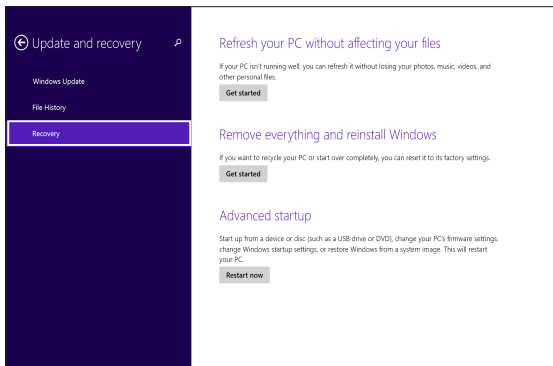 Update and recovery
Windows Update
File History
Recovery
Refresh your PC without affecting your files
If your PC isn't running well, you can refresh it without losing your photos, music, videos, and
other personal files.
Get started
Remove everything and reinstall Windows
If you want to recycle your PC or start over completely, you can reset it to its factory settings.
Get started
Advanced startup
Start up from a device or disc (such as a USB drive or DVD), change your PC's firmware settings,
change Windows startup settings, or restore Windows from a system image. This will restart
your PC.
Restart now